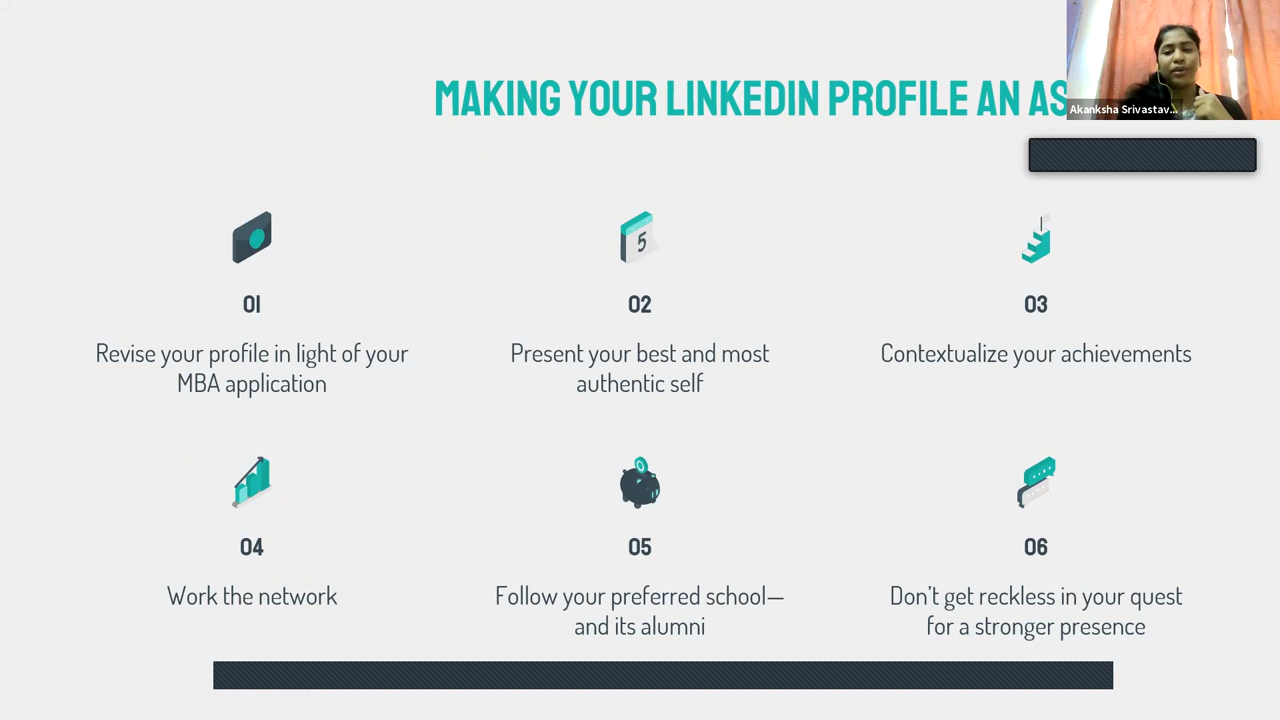 MAKING YOUR LINKEDIN PROFILE AN AS
Akanksha Srivastav...
5
01
02
03
Revise your profile in light of your
MBA application
Present your best and most
authentic self
Contextualize your achievements
04
05
06
Work the network
Follow your preferred school—
and its alumni
Don't get reckless in your quest
for a stronger presence